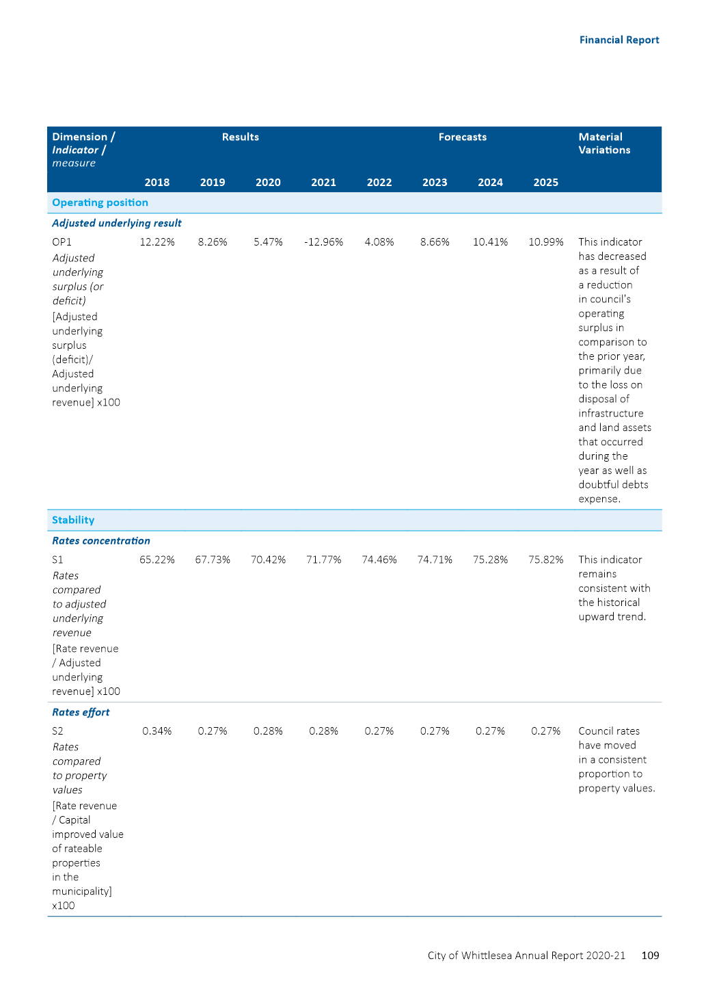 Financial Report
Dimension / Results Forecasts Material
Indicator / Variations
measure
2018 2019 2020 2021 2022 2023 2024 2025
Operating position
Adjusted underlying result
OP1 12.22% 8.26% 5.47% -12.96% 4.08% 8.66% 10.41% 10.99% This indicator
Adjusted has decreased
underlying as a result of
surplus (or a reduction
deficit) in council's
[Adjusted operating
underlying surplus in
surplus comparison to
(deficit)/ the prior year,
Adjusted primarily due
underlying to the loss on
revenue] x100 disposal of
infrastructure
and land assets
that occurred
during the
year as well as
doubtful debts
expense.
Stability
Rates concentration
S1 65.22% 67.73% 70.42% 71.77% 74.46% 74.71% 75.28% 75.82% This indicator
Rates remains
compared consistent with
to adjusted the historical
underlying upward trend.
revenue
[Rate revenue
/ Adjusted
underlying
revenue] x100
Rates effort
S2 0.34% 0.27% 0.28% 0.28% 0.27% 0.27% 0.27% 0.27% Council rates
Rates have moved
compared in a consistent
to property proportion to
values property values.
[Rate revenue
/ Capital
improved value
of rateable
properties
in the
municipality]
x100
City of Whittlesea Annual Report 2020-21 109